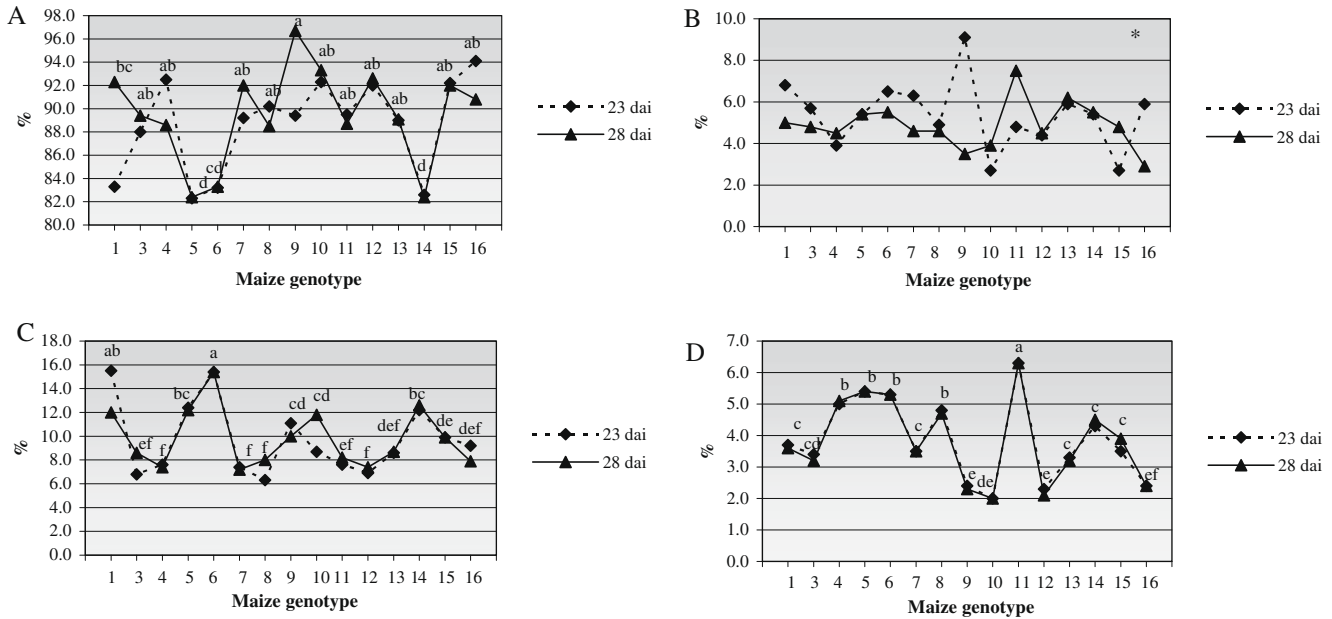 A
98.0
96.0
94.0
92.0
90.0
88.0
86.0
84.0
82.0
80.0
%
bc
ab
ab
d
cd
ab
ab
a
ab
ab
ab
ab
d
ab
ab
1 3 4 5 6 7 8 9 10 11 12 13 14 15 16
Maize genotype
23 dai
28 dai
B
10.0
8.0
6.0
4.0
2.0
0.0
%
*
1 3 4 5 6 7 8 9 10 11 12 13 14 15 16
Maize genotype
23 dai
28 dai
C
18.0
16.0
14.0
12.0
10.0
8.0
6.0
4.0
2.0
0.0
%
ab
ef
f
bc
a
f
f
cd
cd
ef
f
def
bc
de
def
1 3 4 5 6 7 8 9 10 11 12 13 14 15 16
Maize genotype
23 dai
28 dai
D
7.0
6.0
5.0
4.0
3.0
2.0
1.0
0.0
%
c
cd
b
b
b
c
b
e
de
a
e
c
c
c
ef
1 3 4 5 6 7 8 9 10 11 12 13 14 15 16
Maize genotype
23 dai
28 dai